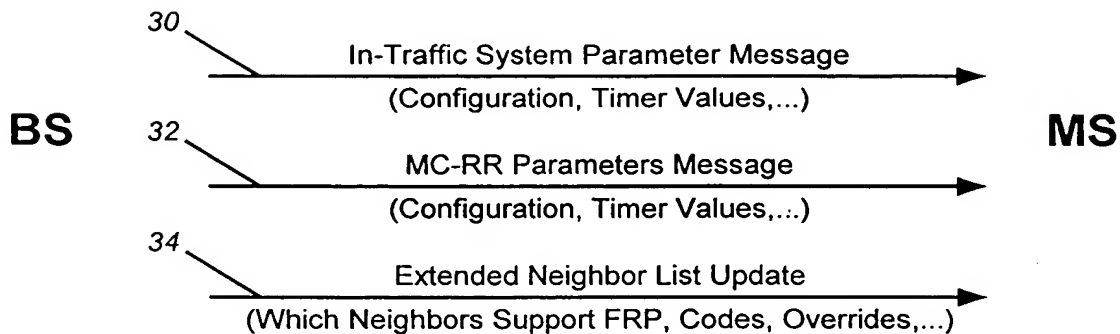 30
In-Traffic System Parameter Message
(Configuration, Timer Values,...)
BS
MS
32
MC-RR Parameters Message
(Configuration, Timer Values,...)
34
Extended Neighbor List Update
(Which Neighbors Support FRP, Codes, Overrides,...)